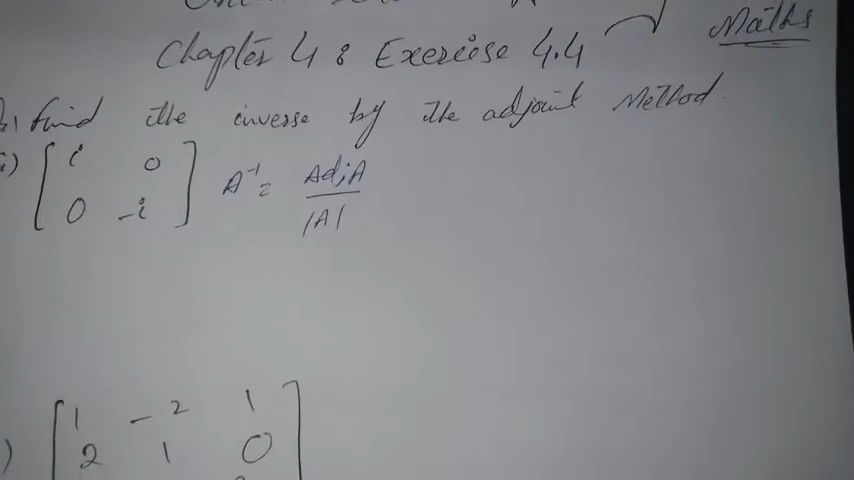 Chapter 4 : Exercise 4.4
Maths
find the inverse by the adjoint Method
i) [ i 0
0 -i ] A⁻¹ = AdjA
|A|
) [ 1 -2 1
2 1 0 ]